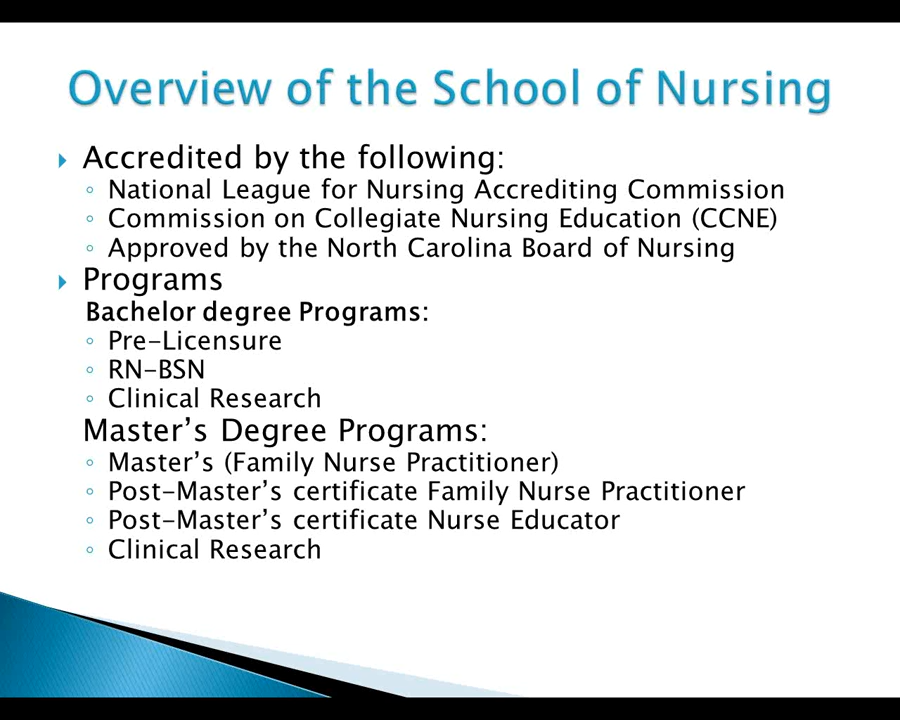 Overview of the School of Nursing
Accredited by the following:
National League for Nursing Accrediting Commission
Commission on Collegiate Nursing Education (CCNE)
Approved by the North Carolina Board of Nursing
Programs
Bachelor degree Programs:
Pre-Licensure
RN-BSN
Clinical Research
Master’s Degree Programs:
Master’s (Family Nurse Practitioner)
Post-Master’s certificate Family Nurse Practitioner
Post-Master’s certificate Nurse Educator
Clinical Research